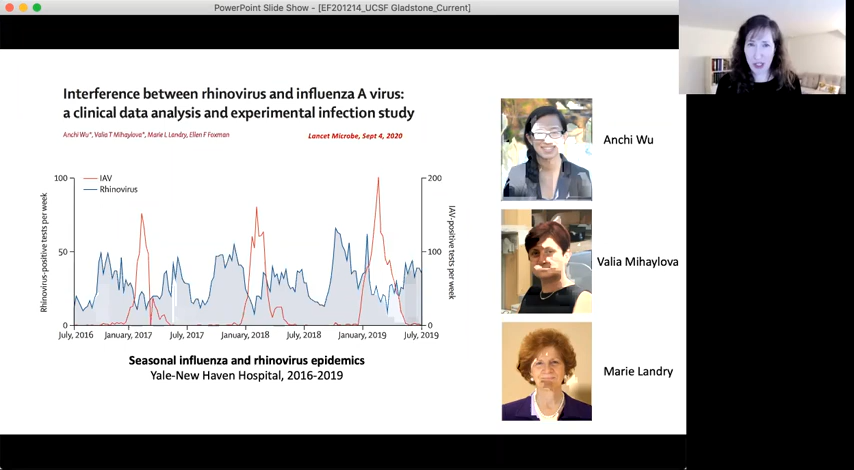 PowerPoint Slide Show - [EF201214_UCSF Gladstone_Current]
Interference between rhinovirus and influenza A virus:
a clinical data analysis and experimental infection study
Anchi Wu*, Valia T Mihaylova*, Marie L Landry, Ellen F Foxman
Lancet Microbe, Sept 4, 2020
IAV
Rhinovirus
Rhinovirus-positive tests per week
100
50
0
200
100
0
IAV-positive tests per week
July, 2016 January, 2017 July, 2017 January, 2018 July, 2018 January, 2019 July, 2019
Seasonal influenza and rhinovirus epidemics
Yale-New Haven Hospital, 2016-2019
Anchi Wu
Valia Mihaylova
Marie Landry